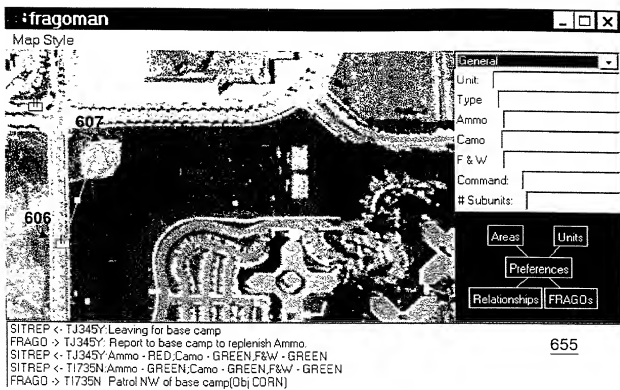 fragoman
Map Style
General
Unit:
Type
Ammo
Camo
F & W
Command:
# Subunits:
607
606
Areas
Units
Preferences
Relationships
FRAGOs
SITREP <- TJ345Y:Leaving for base camp
FRAGO -> TJ345Y: Report to base camp to replenish Ammo.
SITREP <- TJ345Y:Ammo - RED;Camo - GREEN;F&W - GREEN
SITREP <- TI735N:Ammo - GREEN;Camo - GREEN;F&W - GREEN
FRAGO -> TI735N Patrol NW of base camp(Obj CORN)
655